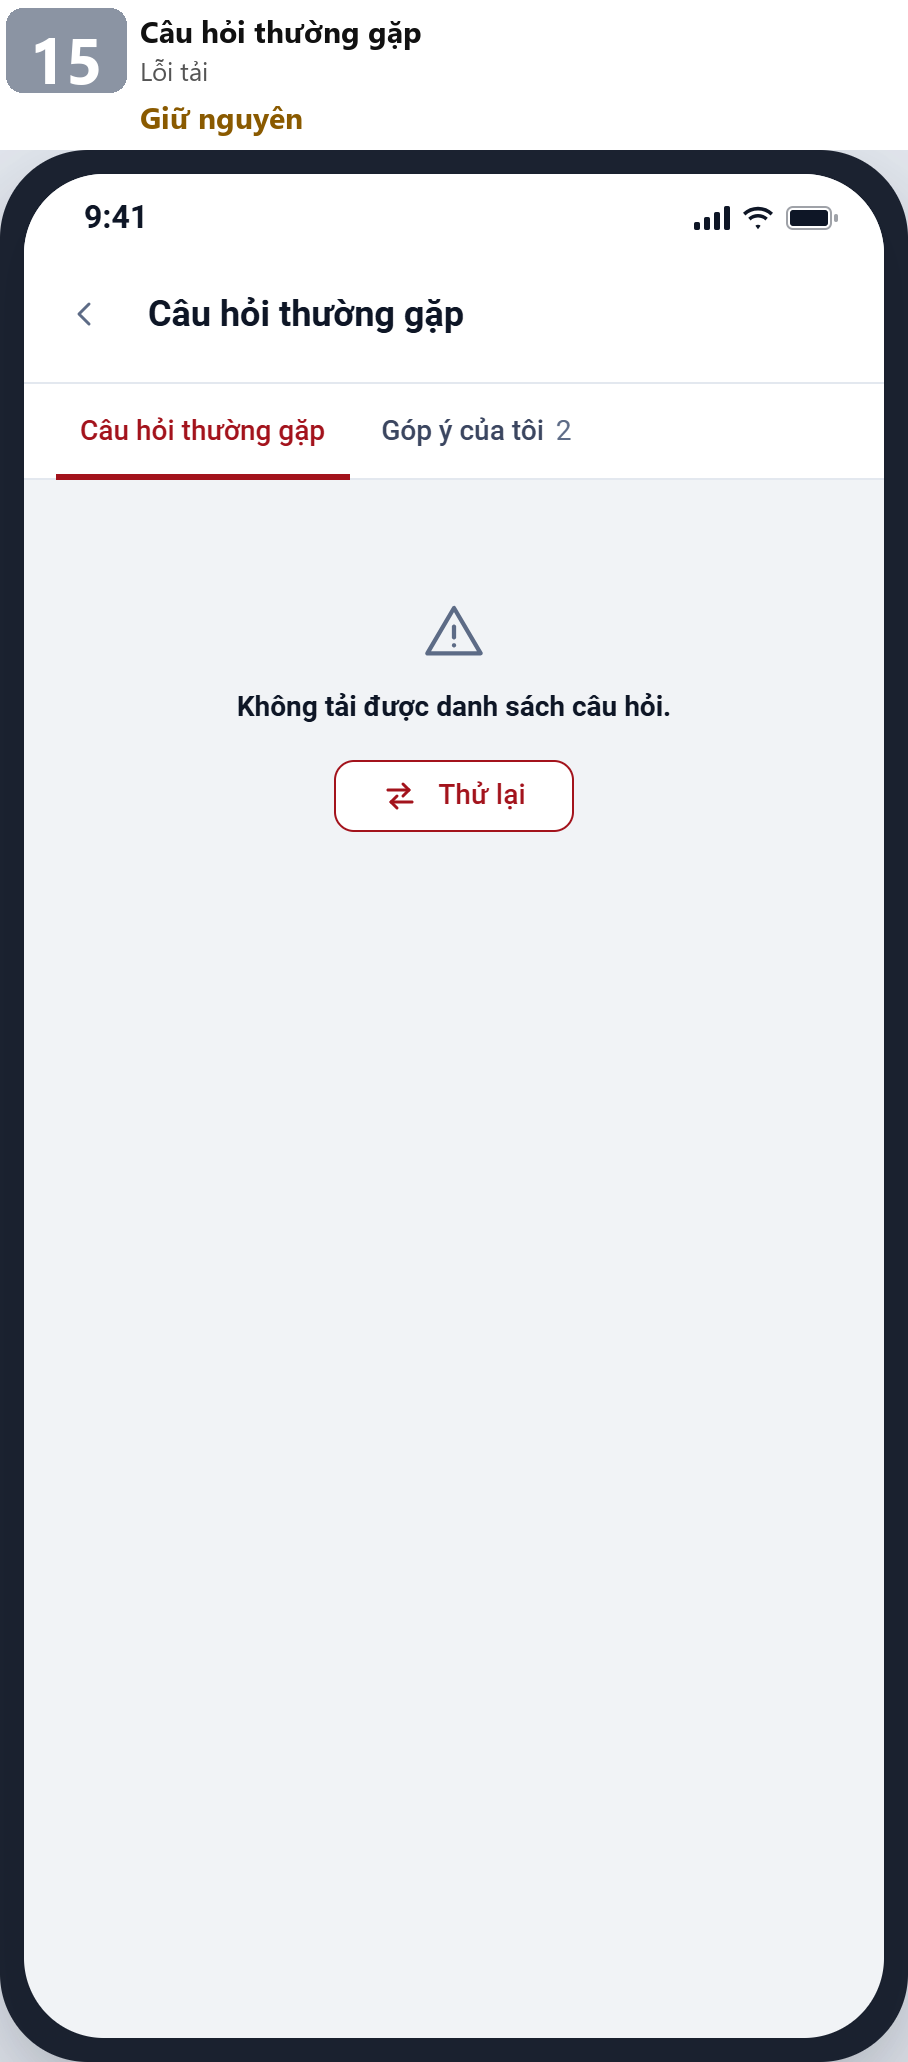 15
Câu hỏi thường gặp
Lỗi tải
Giữ nguyên
9:41
Câu hỏi thường gặp
Câu hỏi thường gặp
Góp ý của tôi 2
Không tải được danh sách câu hỏi.
Thử lại